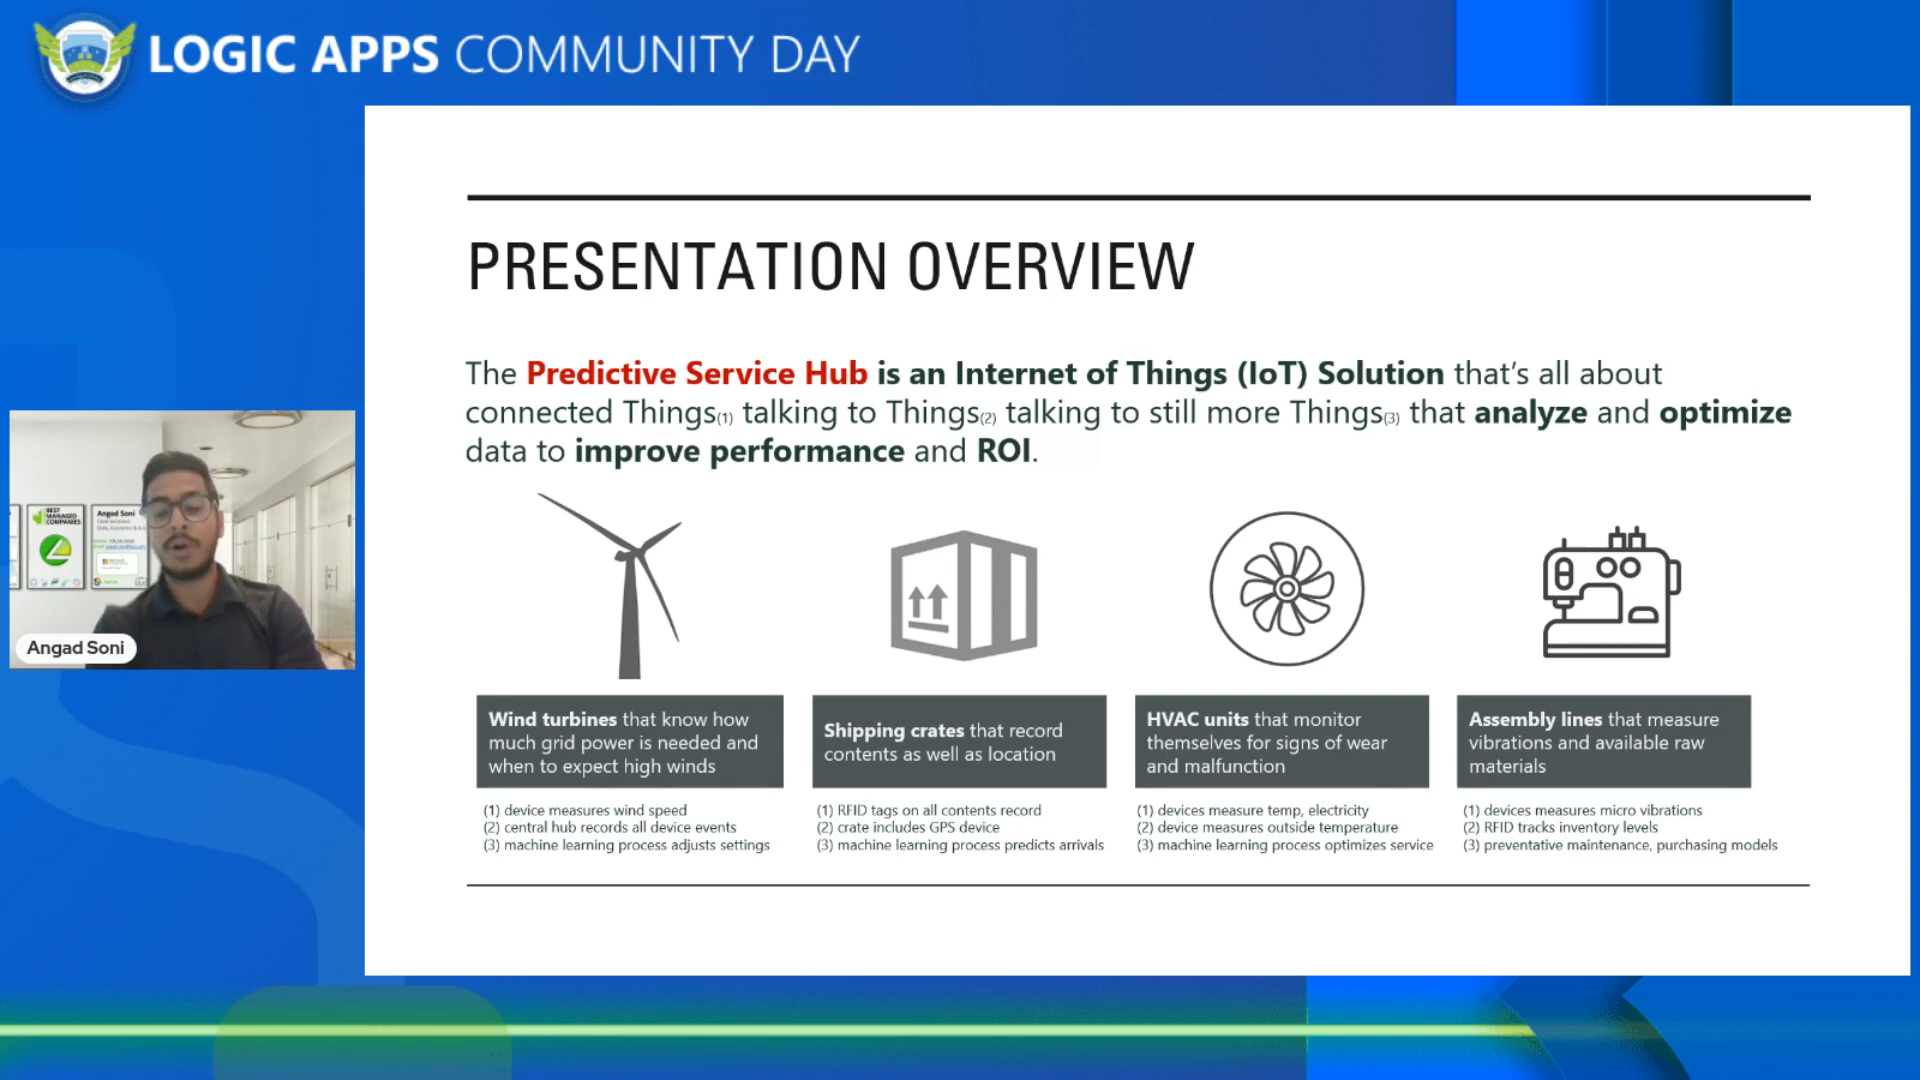 LOGIC APPS COMMUNITY DAY
PRESENTATION OVERVIEW
The Predictive Service Hub is an Internet of Things (IoT) Solution that's all about
connected Things(1) talking to Things(2) talking to still more Things(3) that analyze and optimize
data to improve performance and ROI.
BEST
MANAGED
COMPANIES
Angad Soni
Angad Soni
Wind turbines that know how
much grid power is needed and
when to expect high winds
(1) device measures wind speed
(2) central hub records all device events
(3) machine learning process adjusts settings
Shipping crates that record
contents as well as location
(1) RFID tags on all contents record
(2) crate includes GPS device
(3) machine learning process predicts arrivals
HVAC units that monitor
themselves for signs of wear
and malfunction
(1) devices measure temp, electricity
(2) device measures outside temperature
(3) machine learning process optimizes service
Assembly lines that measure
vibrations and available raw
materials
(1) devices measures micro vibrations
(2) RFID tracks inventory levels
(3) preventative maintenance, purchasing models